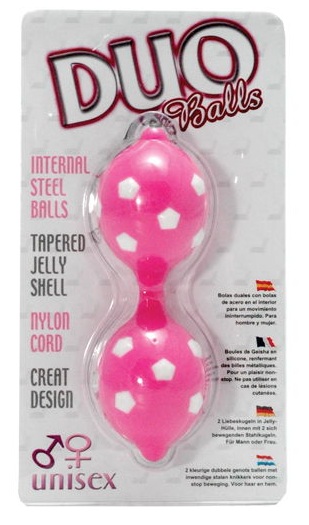 DUO
Balls
INTERNAL
STEEL
BALLS
TAPERED
JELLY
SHELL
NYLON
CORD
CREAT
DESIGN
unisex
Bolas duales con bolas
de acero en el interior
para un movimiento
ininterrumpido. Para
hombre y mujer.
Boules de Geisha en
silicone, renfermant
des billes métalliques.
Pour un plaisir non-
stop. Ne pas utiliser en
cas de lésions
cutanées.
2 Liebeskugeln in Jelly-
Hülle, innen mit 2 sich
bewegenden Stahlkugeln.
Für Mann oder Frau.
2 kleurige dubbele genots ballen met
inwendige stalen knikkers voor non-
stop beweging. Voor haar en hem.